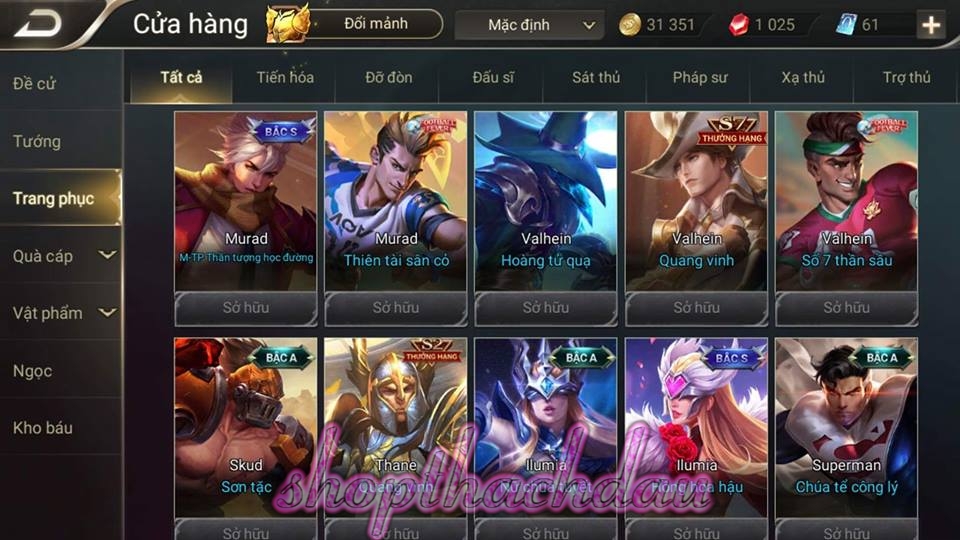 Cửa hàng
Đổi mảnh
Mặc định
31 351
1 025
61
Đề cử
Tướng
Trang phục
Quà cáp
Vật phẩm
Ngọc
Kho báu
Tất cả
Tiến hóa
Đỡ đòn
Đấu sĩ
Sát thủ
Pháp sư
Xạ thủ
Trợ thủ
BẬC S
Murad
M-TP Thần tượng học đường
Sở hữu
FOOTBALL FEVER
Murad
Thiên tài sân cỏ
Sở hữu
Valhein
Hoàng tử quạ
Sở hữu
S7
THƯỞNG HẠNG
Valhein
Quang vinh
Sở hữu
FOOTBALL FEVER
Valhein
Số 7 thần sầu
Sở hữu
BẬC A
Skud
Sơn tặc
Sở hữu
S2
THƯỞNG HẠNG
Thane
Quang vinh
Sở hữu
BẬC A
Ilumia
Nữ chúa tuyết
Sở hữu
BẬC S
Ilumia
Hồng hoa hậu
Sở hữu
BẬC A
Superman
Chúa tể công lý
Sở hữu
shopthachdau